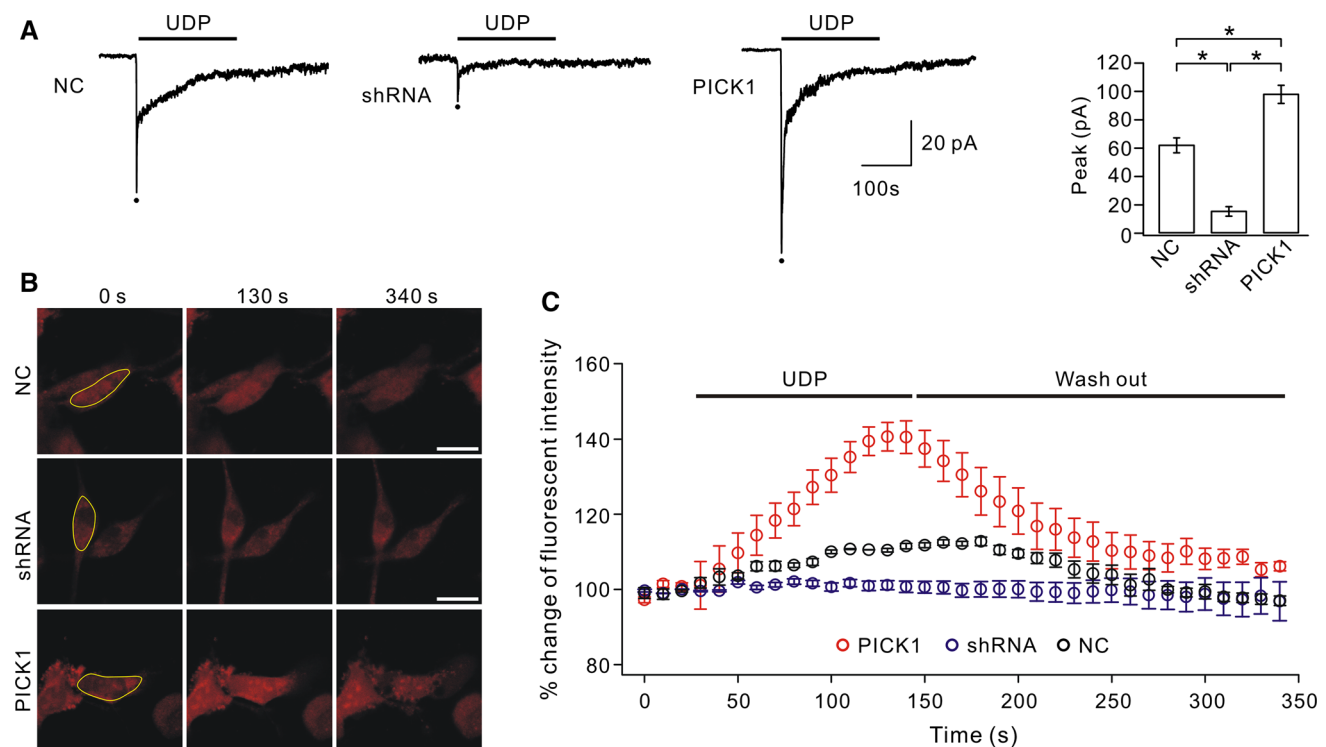 A
UDP
UDP
UDP
NC
shRNA
PICK1
20 pA
100s
* 
* *
Peak (pA)
120
100
80
60
40
20
0
NC
shRNA
PICK1
B
0 s
130 s
340 s
NC
shRNA
PICK1
C
% change of fluorescent intensity
160
140
120
100
80
UDP
Wash out
PICK1
shRNA
NC
0
50
100
150
200
250
300
350
Time (s)